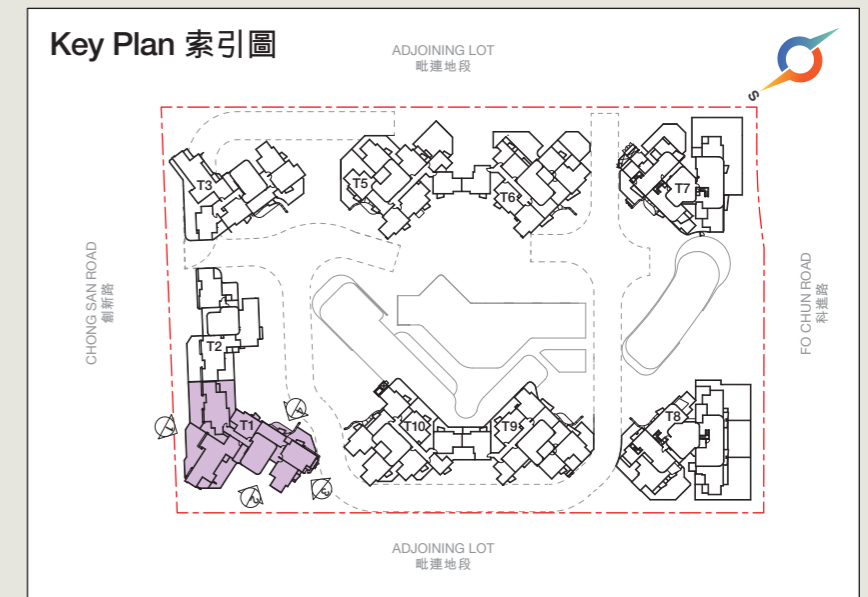 Key Plan 索引圖
ADJOINING LOT
毗連地段
S
T3
T5
T6
T7
CHONG SAN ROAD
創新路
FO CHUN ROAD
科進路
T2
T1
T10
T9
T8
ADJOINING LOT
毗連地段